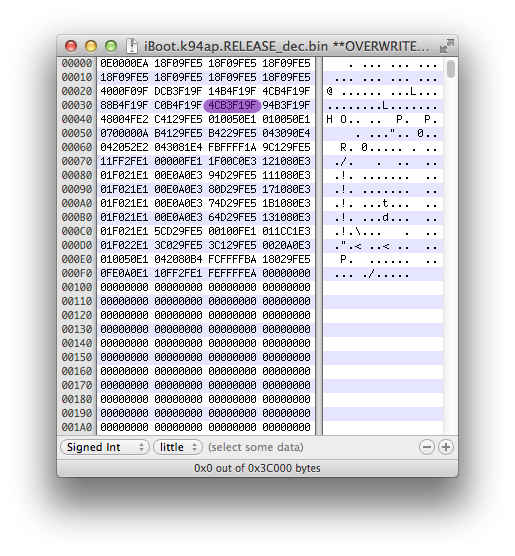 iBoot.k94ap.RELEASE_dec.bin **OVERWRITE...
00000 0E0000EA 18F09FE5 18F09FE5 18F09FE5 . .... .... ....
00010 18F09FE5 18F09FE5 18F09FE5 18F09FE5 .... .... .... ....
00020 4000F09F DCB3F19F 14B4F19F 4CB4F19F @ ...........L...
00030 88B4F19F C0B4F19F 4CB3F19F 94B3F19F ........L.......
00040 48004FE2 C4129FE5 010050E1 010050E1 H O... .. P. P.
00050 0700000A B4129FE5 B4229FE5 043090E4
00060 042052E2 043081E4 FBFFFF1A 9C129FE5
00070 11FF2FE1 00000FE1 1F00C0E3 121080E3
00080 01F021E1 00E0A0E3 94D29FE5 111080E3
00090 01F021E1 00E0A0E3 80D29FE5 171080E3
000A0 01F021E1 00E0A0E3 74D29FE5 1B1080E3
000B0 01F021E1 00E0A0E3 64D29FE5 131080E3
000C0 01F021E1 5CD29FE5 00100FE1 011CC1E3
000D0 01F022E1 3C029FE5 3C129FE5 0020A0E3
000E0 010050E1 042080B4 FCFFFFBA 18029FE5
000F0 0FE0A0E1 10FF2FE1 FEFFFFEA 00000000
00100 00000000 00000000 00000000 00000000
00110 00000000 00000000 00000000 00000000
00120 00000000 00000000 00000000 00000000
00130 00000000 00000000 00000000 00000000
00140 00000000 00000000 00000000 00000000
00150 00000000 00000000 00000000 00000000
00160 00000000 00000000 00000000 00000000
00170 00000000 00000000 00000000 00000000
00180 00000000 00000000 00000000 00000000
00190 00000000 00000000 00000000 00000000
001A0 00000000 00000000 00000000 00000000
Signed Int little (select some data)
0x0 out of 0x3C000 bytes